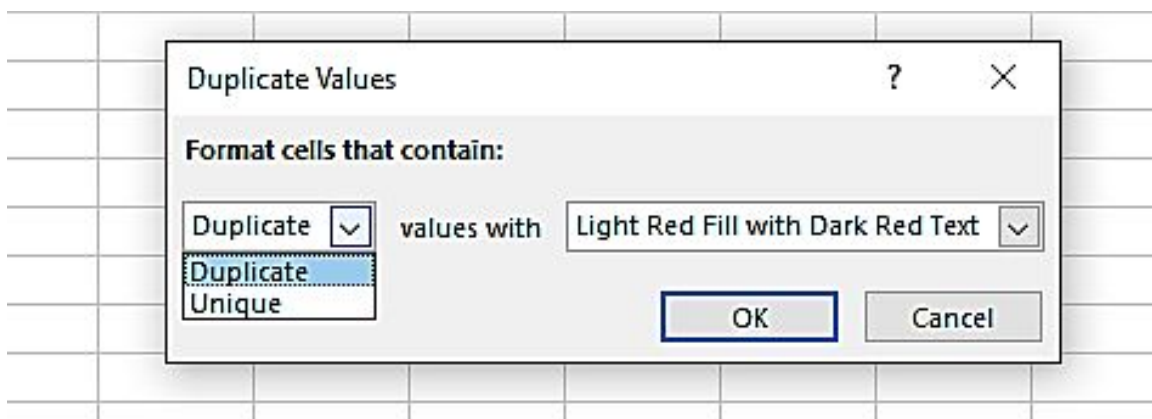 Duplicate Values ?
Format cells that contain:
Duplicate values with Light Red Fill with Dark Red Text
Duplicate
Unique
OK Cancel